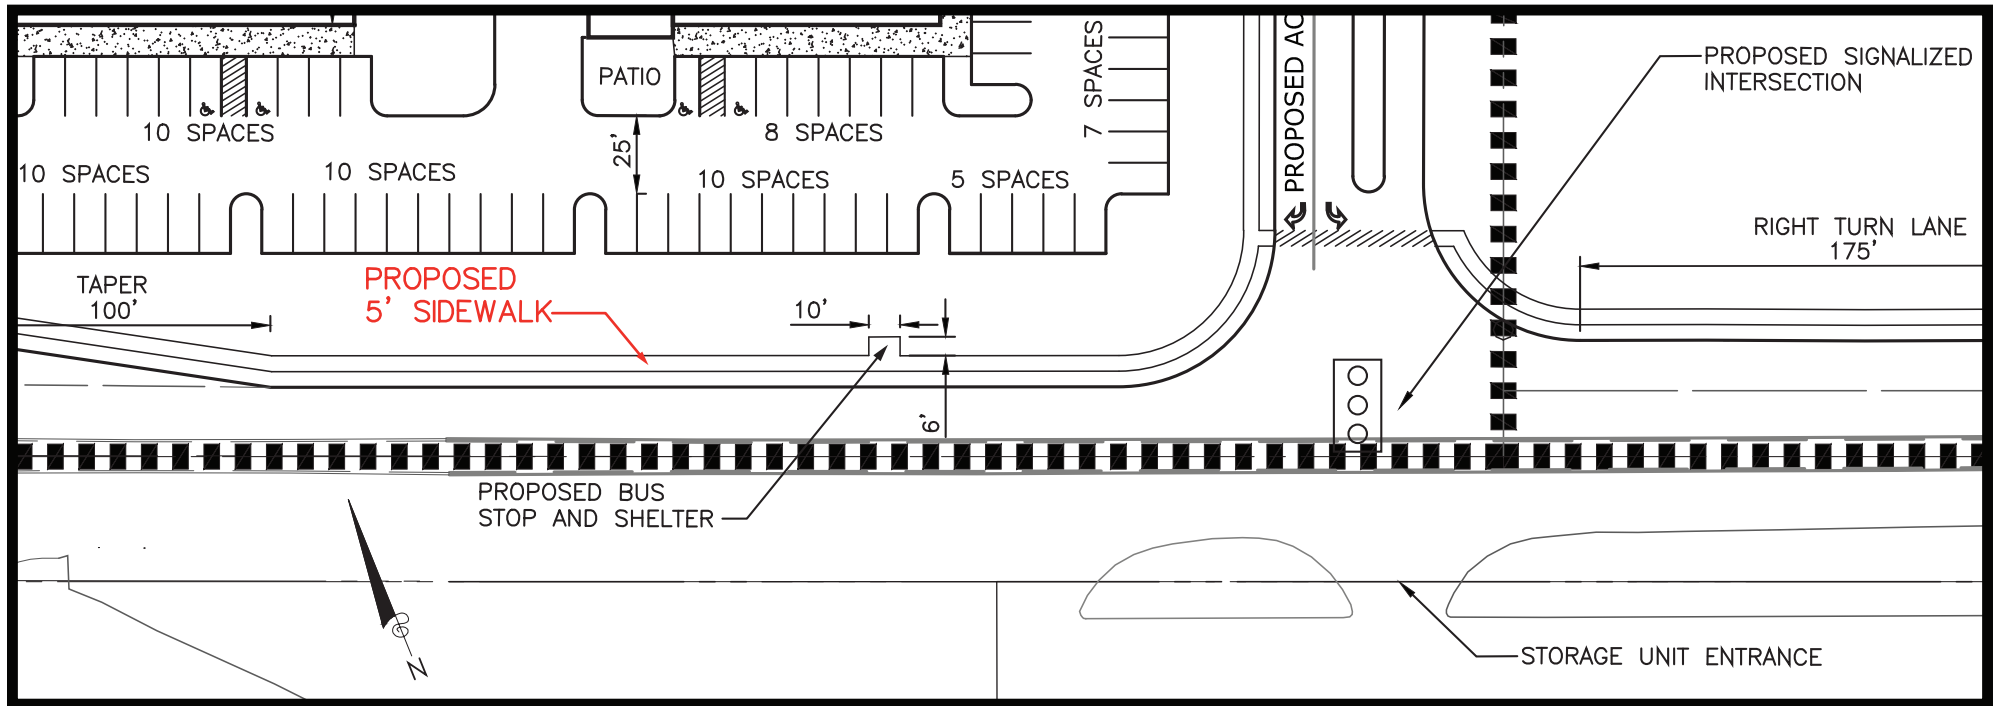 PROPOSED AC
PROPOSED SIGNALIZED
INTERSECTION
PATIO
7 SPACES
10 SPACES
8 SPACES
25'
10 SPACES
10 SPACES
10 SPACES
5 SPACES
RIGHT TURN LANE
175'
TAPER
100'
PROPOSED
5' SIDEWALK
10'
6'
PROPOSED BUS
STOP AND SHELTER
N
STORAGE UNIT ENTRANCE